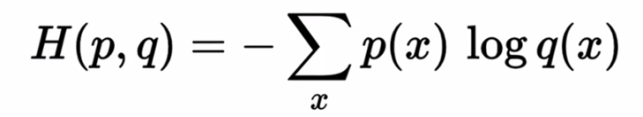 H(p, q) = − ∑ₓ p(x) log q(x)